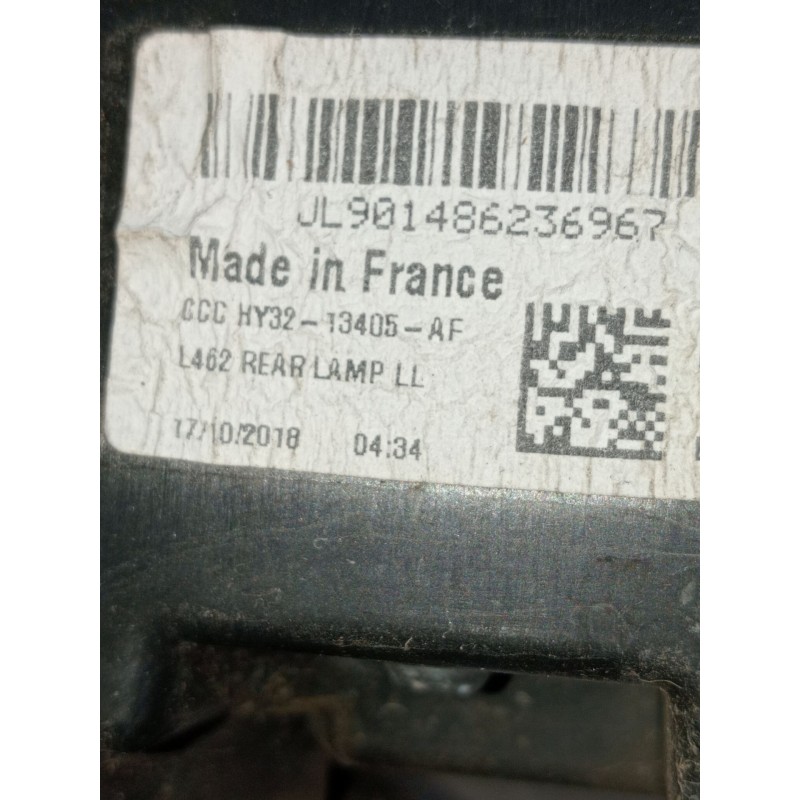 JL901486236967
Made in France
CCC HY32-13405-AF
L462 REAR LAMP LL
17/10/2018 04:34